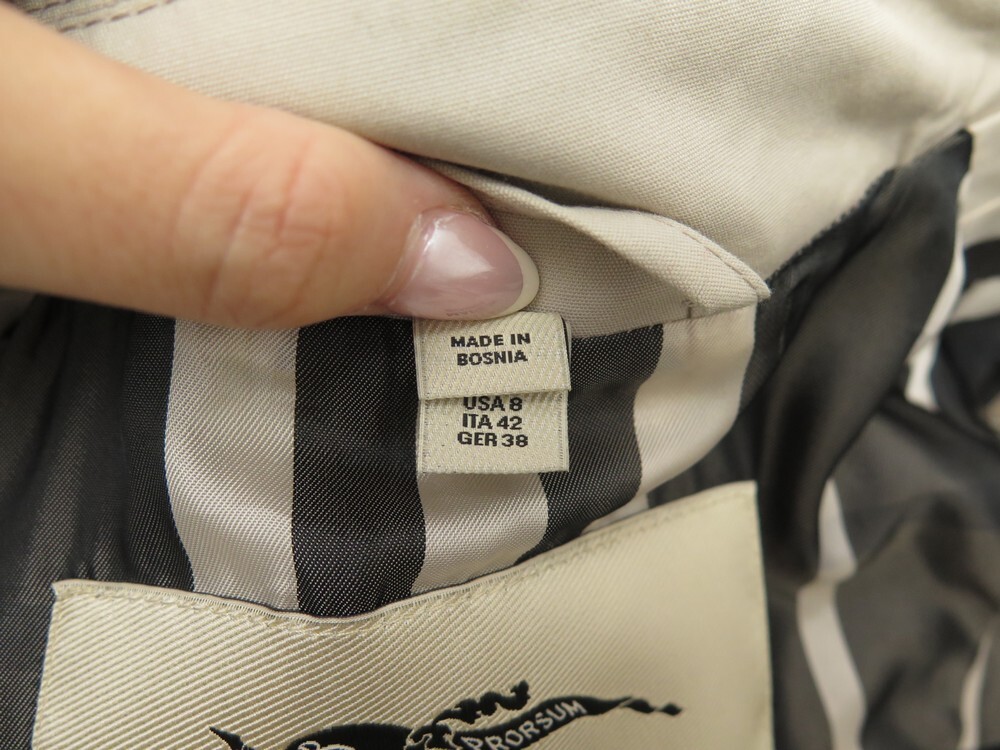 MADE IN
BOSNIA
USA 8
ITA 42
GER 38
PRORSUM